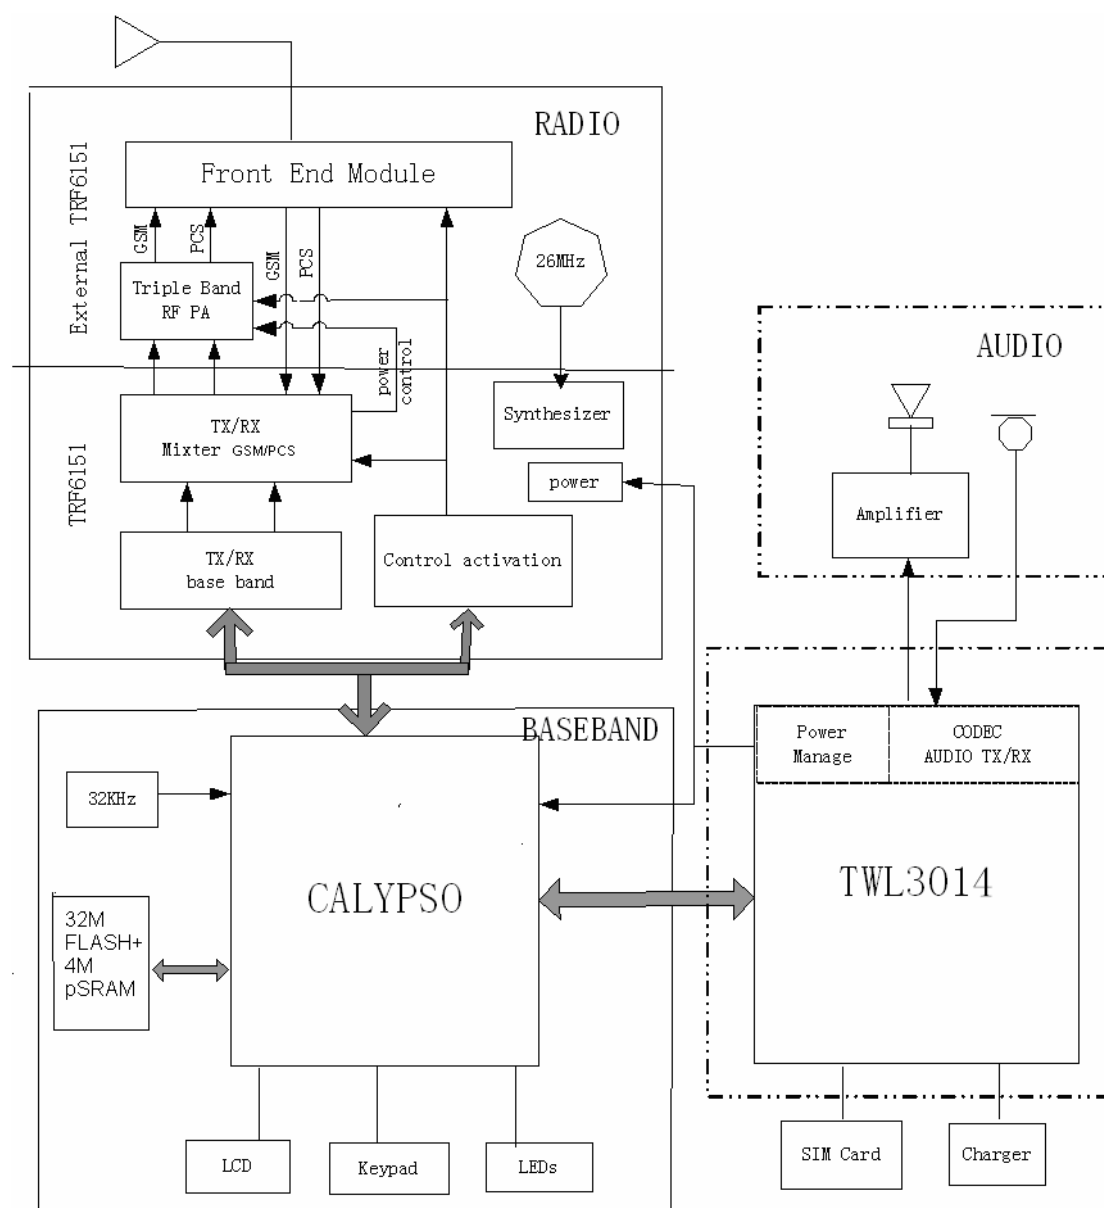 RADIO
External TRF6151
Front End Module
GSM
PCS
GSM
PCS
Triple Band
RF PA
26MHz
power
control
AUDIO
TRF6151
TX/RX
Mixter GSM/PCS
Synthesizer
power
Amplifier
TX/RX
base band
Control activation
BASEBAND
Power
Manage
CODEC
AUDIO TX/RX
32KHz
CALYPSO
TWL3014
32M
FLASH+
4M
pSRAM
LCD
Keypad
LEDs
SIM Card
Charger